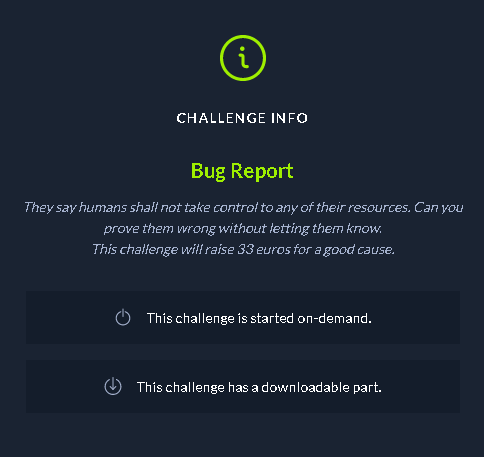 CHALLENGE INFO
Bug Report
They say humans shall not take control to any of their resources. Can you
prove them wrong without letting them know.
This challenge will raise 33 euros for a good cause.
This challenge is started on-demand.
This challenge has a downloadable part.